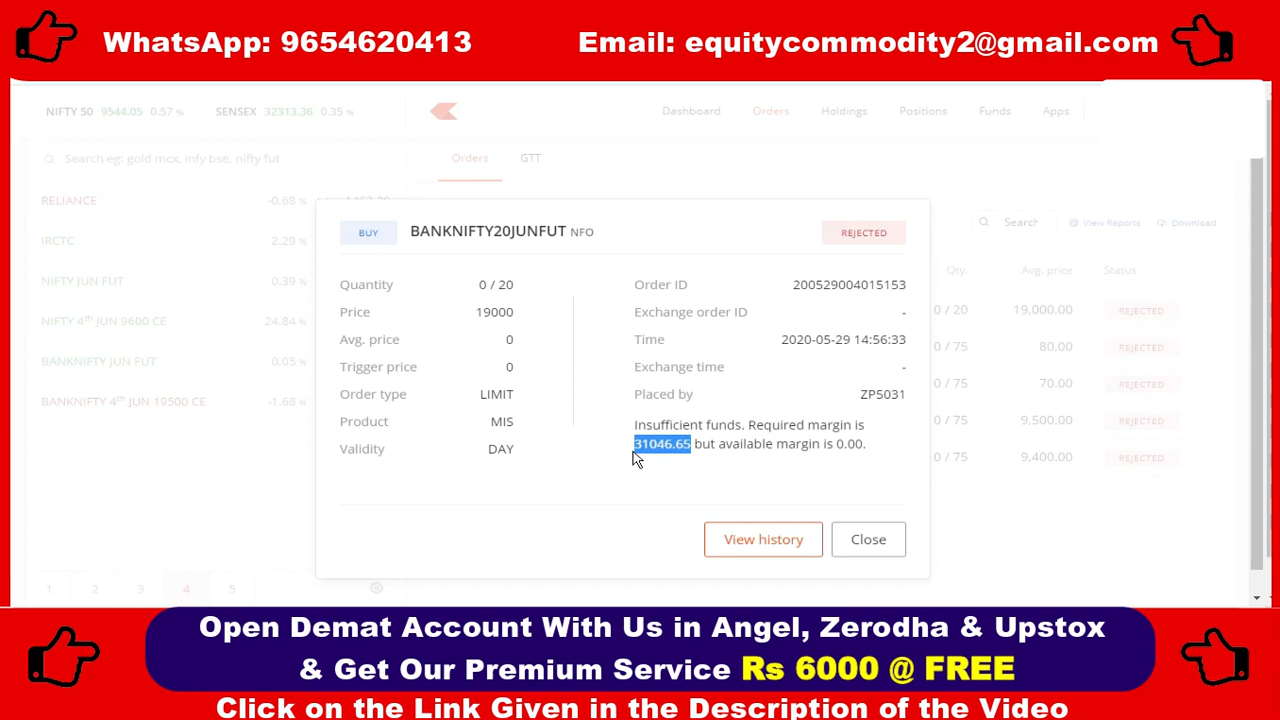 WhatsApp: 9654620413
Email: equitycommodity2@gmail.com
NIFTY 50 9544.05 0.57 % SENSEX 32313.36 0.35 %
Dashboard Orders Holdings Positions Funds Apps
Search eg: gold mcx, infy bse, nifty fut
Orders GTT
RELIANCE -0.68 %
IRCTC 2.29 %
NIFTY JUN FUT 0.39 %
NIFTY 4th JUN 9600 CE 24.84 %
BANKNIFTY JUN FUT 0.05 %
BANKNIFTY 4th JUN 19500 CE -1.68 %
1 2 3 4 5
BUY BANKNIFTY20JUNFUT NFO REJECTED
Quantity 0 / 20
Price 19000
Avg. price 0
Trigger price 0
Order type LIMIT
Product MIS
Validity DAY
Order ID 200529004015153
Exchange order ID -
Time 2020-05-29 14:56:33
Exchange time -
Placed by ZP5031
Insufficient funds. Required margin is
31046.65 but available margin is 0.00.
View history Close
Search View Reports Download
Qty. Avg. price Status
0 / 20 19,000.00 REJECTED
0 / 75 80.00 REJECTED
0 / 75 70.00 REJECTED
0 / 75 9,500.00 REJECTED
0 / 75 9,400.00 REJECTED
Open Demat Account With Us in Angel, Zerodha & Upstox
& Get Our Premium Service Rs 6000 @ FREE
Click on the Link Given in the Description of the Video